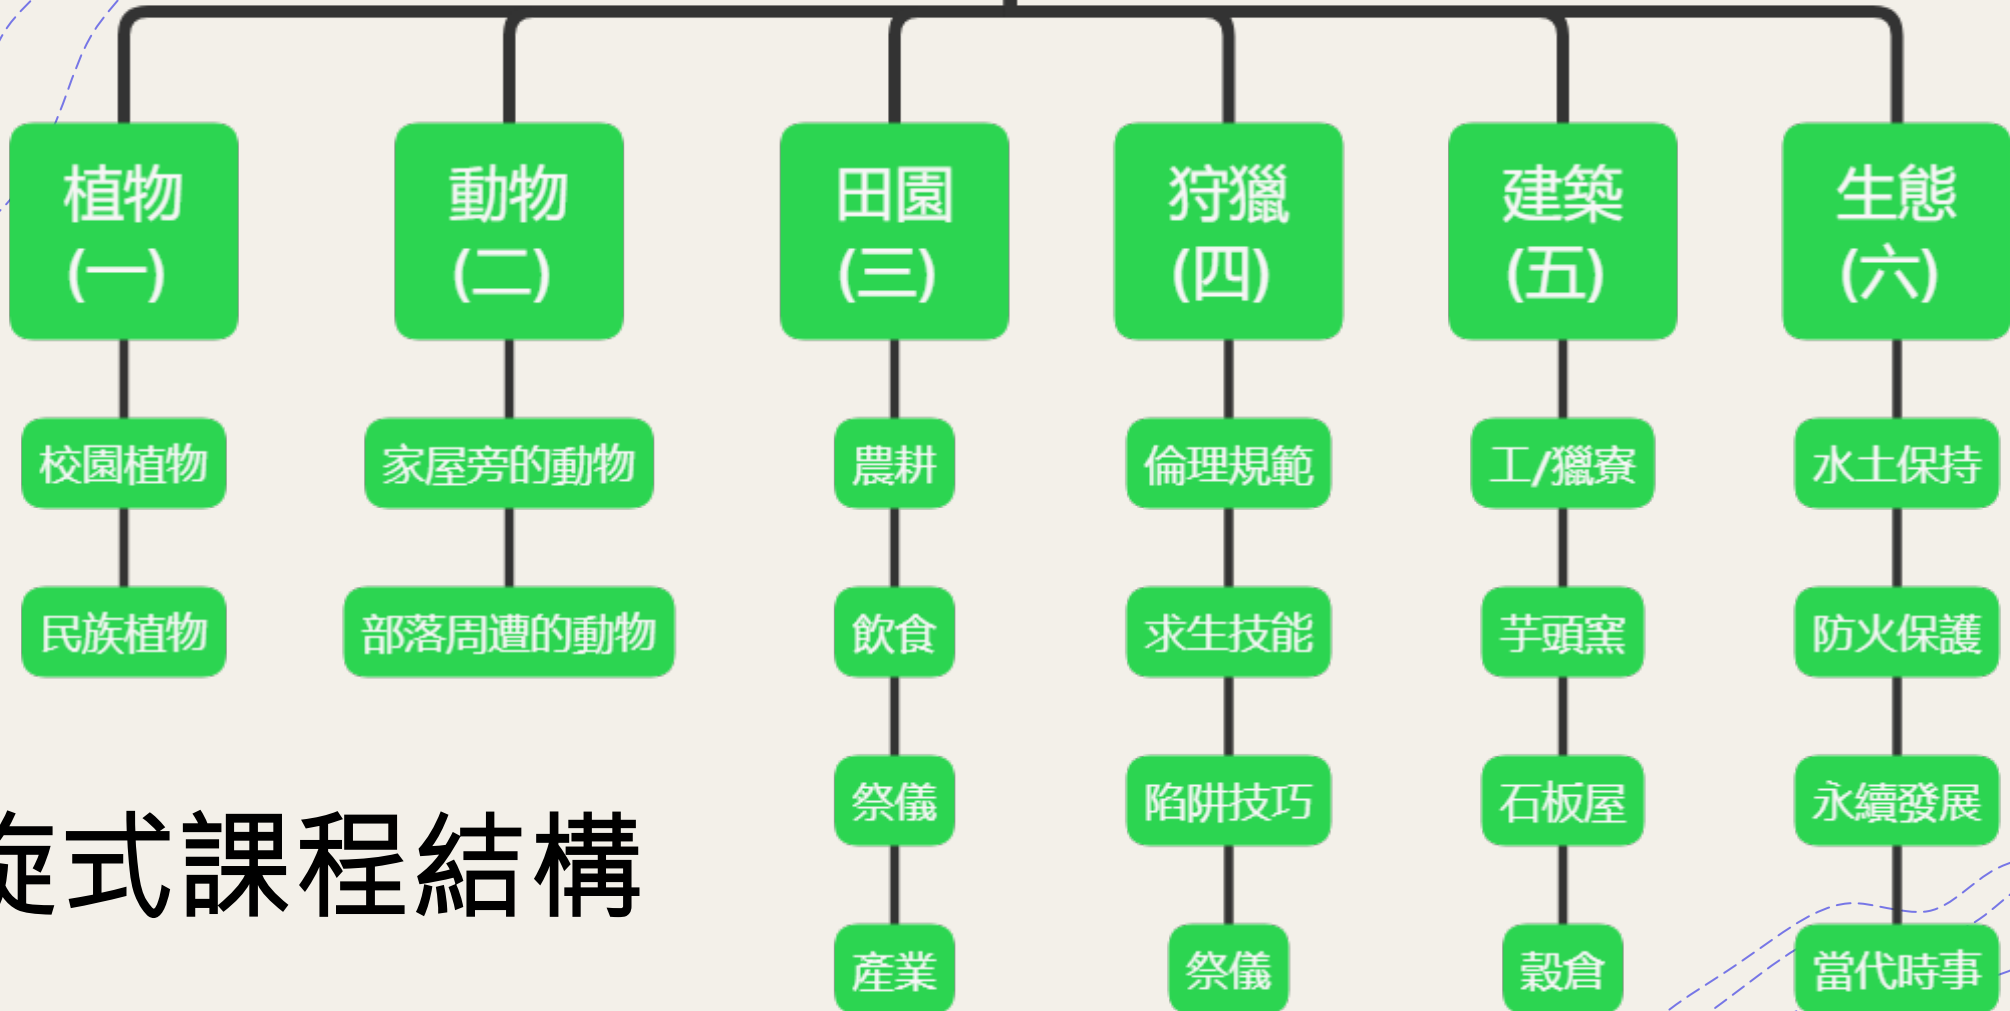 植物
(一)
動物
(二)
田園
(三)
狩獵
(四)
建築
(五)
生態
(六)
校園植物
家屋旁的動物
農耕
倫理規範
工/獵寮
水土保持
民族植物
部落周遭的動物
飲食
求生技能
芋頭窯
防火保護
祭儀
陷阱技巧
石板屋
永續發展
旋式課程結構
產業
祭儀
穀倉
當代時事